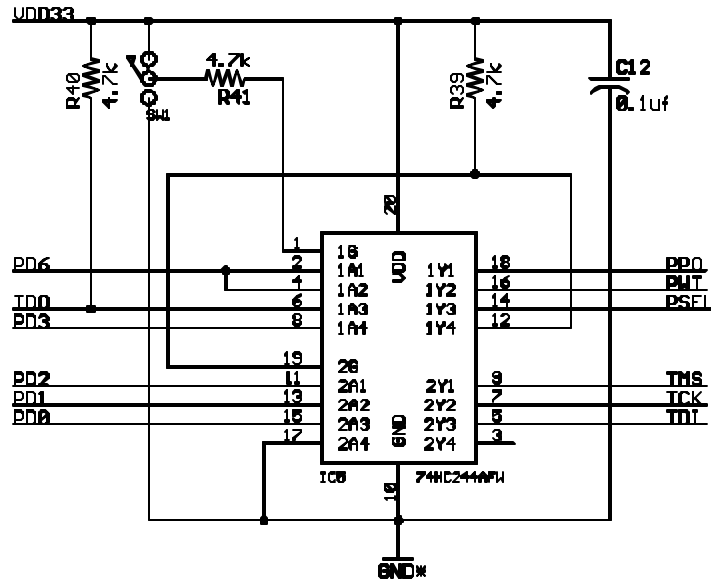 VDD33
R40
4.7k
SW1
4.7k
R41
R39
4.7k
C12
0.1uf
20
1 1G VDD
PD6 2 1A1 1Y1 18 PPO
4 1A2 1Y2 16 PWT
TDO 6 1A3 1Y3 14 PSEL
PD3 8 1A4 1Y4 12
19 2G
PD2 11 2A1 2Y1 9 TMS
PD1 13 2A2 2Y2 7 TCK
PD0 15 2A3 GND 2Y3 5 TDI
17 2A4 2Y4 3
74HC244AFW
10
GND*